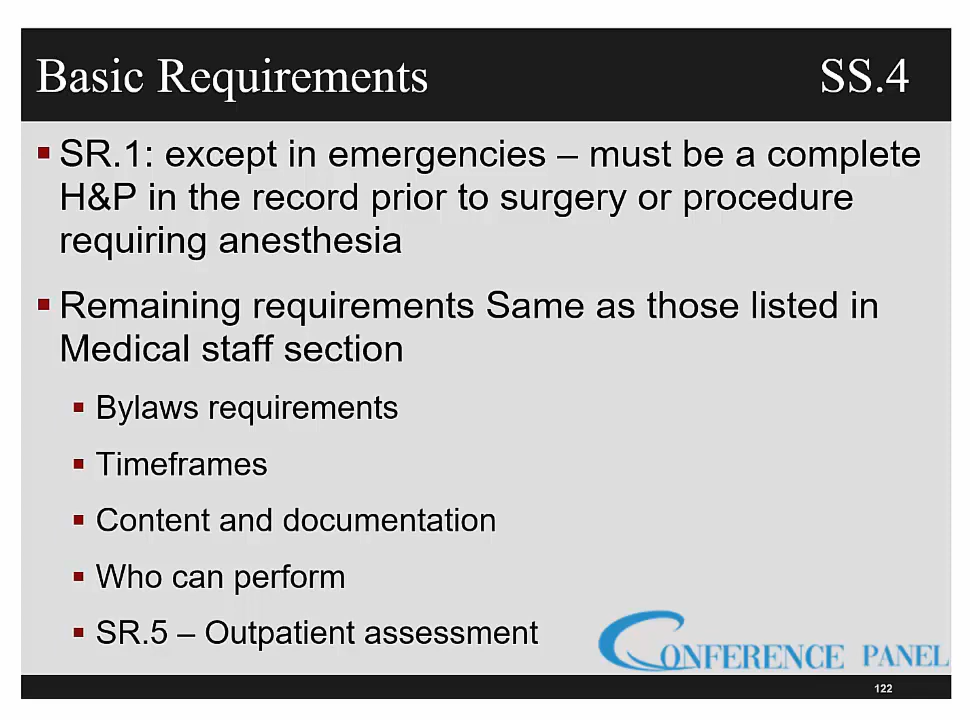 Basic Requirements SS.4
SR.1: except in emergencies – must be a complete
H&P in the record prior to surgery or procedure
requiring anesthesia
Remaining requirements Same as those listed in
Medical staff section
Bylaws requirements
Timeframes
Content and documentation
Who can perform
SR.5 – Outpatient assessment
CONFERENCE PANEL
122